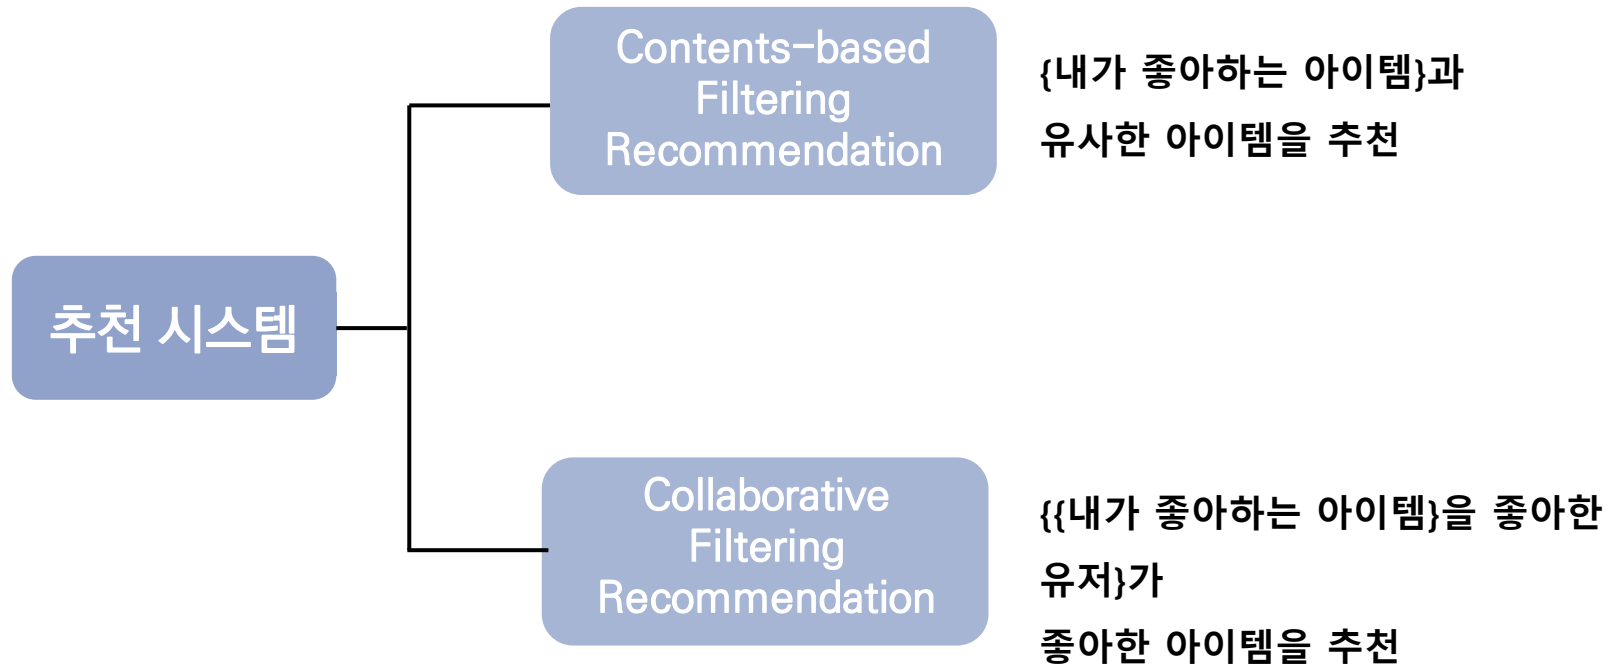 Contents-based
Filtering
Recommendation
{내가 좋아하는 아이템}과
유사한 아이템을 추천
추천 시스템
Collaborative
Filtering
Recommendation
{{내가 좋아하는 아이템}을 좋아한
유저}가
좋아한 아이템을 추천